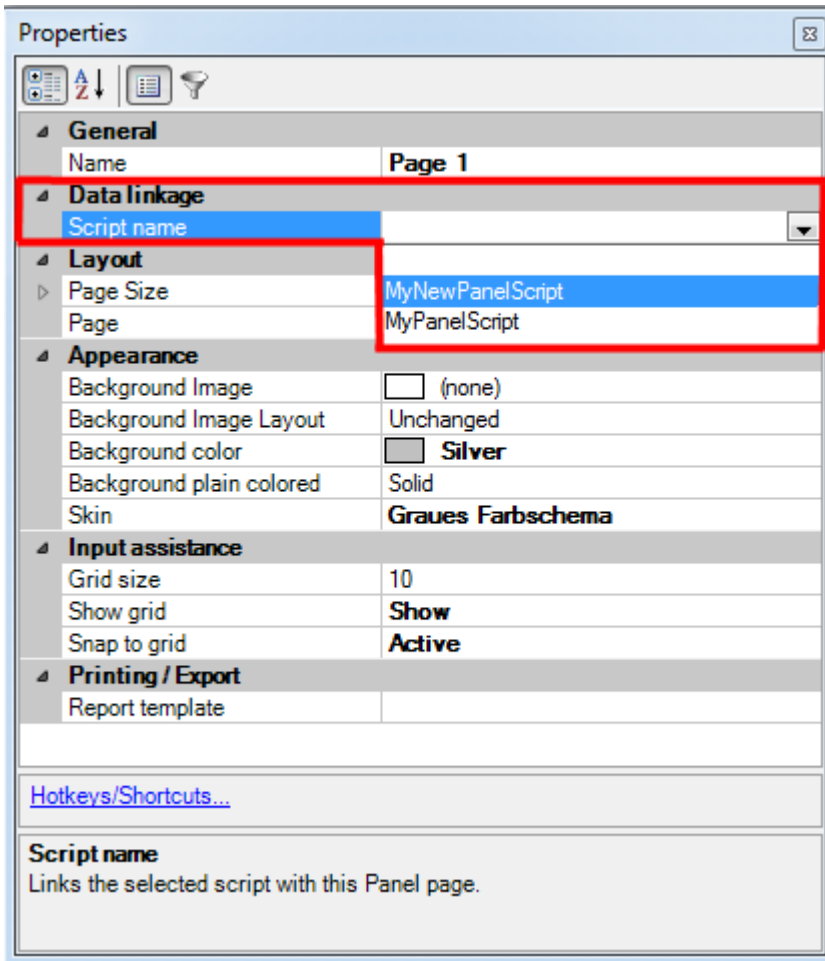 Properties
General
Name Page 1
Data linkage
Script name
Layout
Page Size MyNewPanelScript
Page MyPanelScript
Appearance
Background Image (none)
Background Image Layout Unchanged
Background color Silver
Background plain colored Solid
Skin Graues Farbschema
Input assistance
Grid size 10
Show grid Show
Snap to grid Active
Printing / Export
Report template
Hotkeys/Shortcuts...
Script name
Links the selected script with this Panel page.